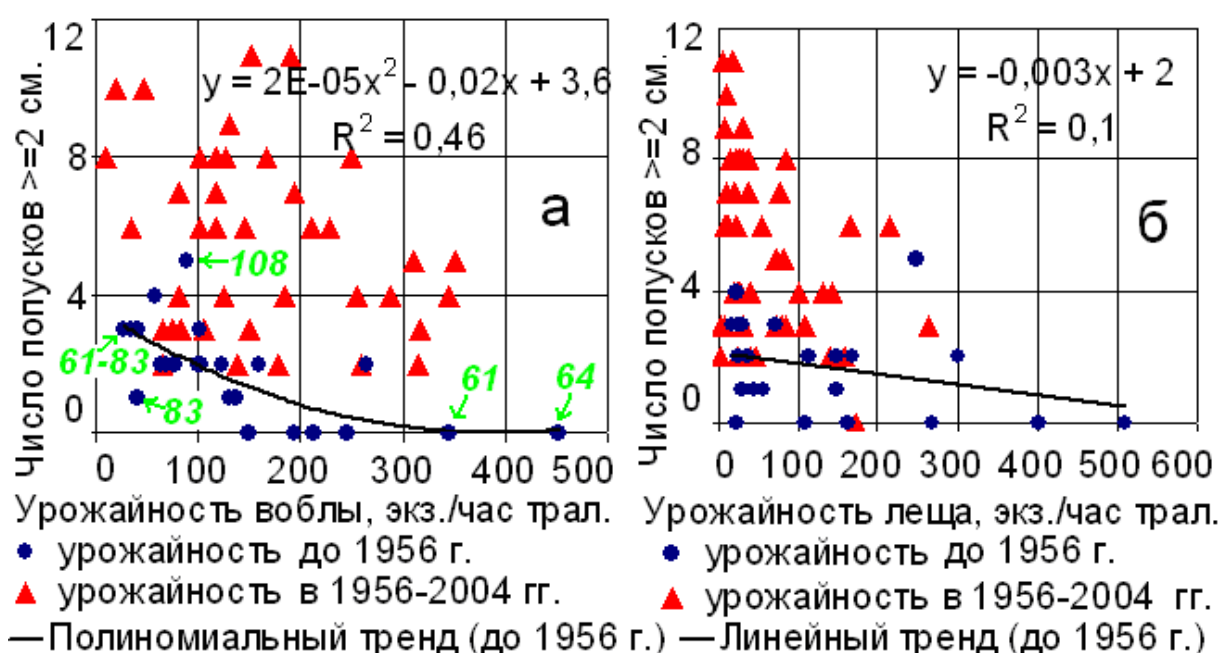 Число попусков >=2 см.
12
8
4
0
y = 2E-05x² - 0,02x + 3,6
R² = 0,46
а
108
61-83
83
61
64
0 100 200 300 400 500
Урожайность воблы, экз./час трал.
урожайность до 1956 г.
урожайность в 1956-2004 гг.
Полиномиальный тренд (до 1956 г.)
Число попусков >=2 см.
12
8
4
0
y = -0,003x + 2
R² = 0,1
б
0 100 200 300 400 500 600
Урожайность леща, экз./час трал.
урожайность до 1956 г.
урожайность в 1956-2004 гг.
Линейный тренд (до 1956 г.)